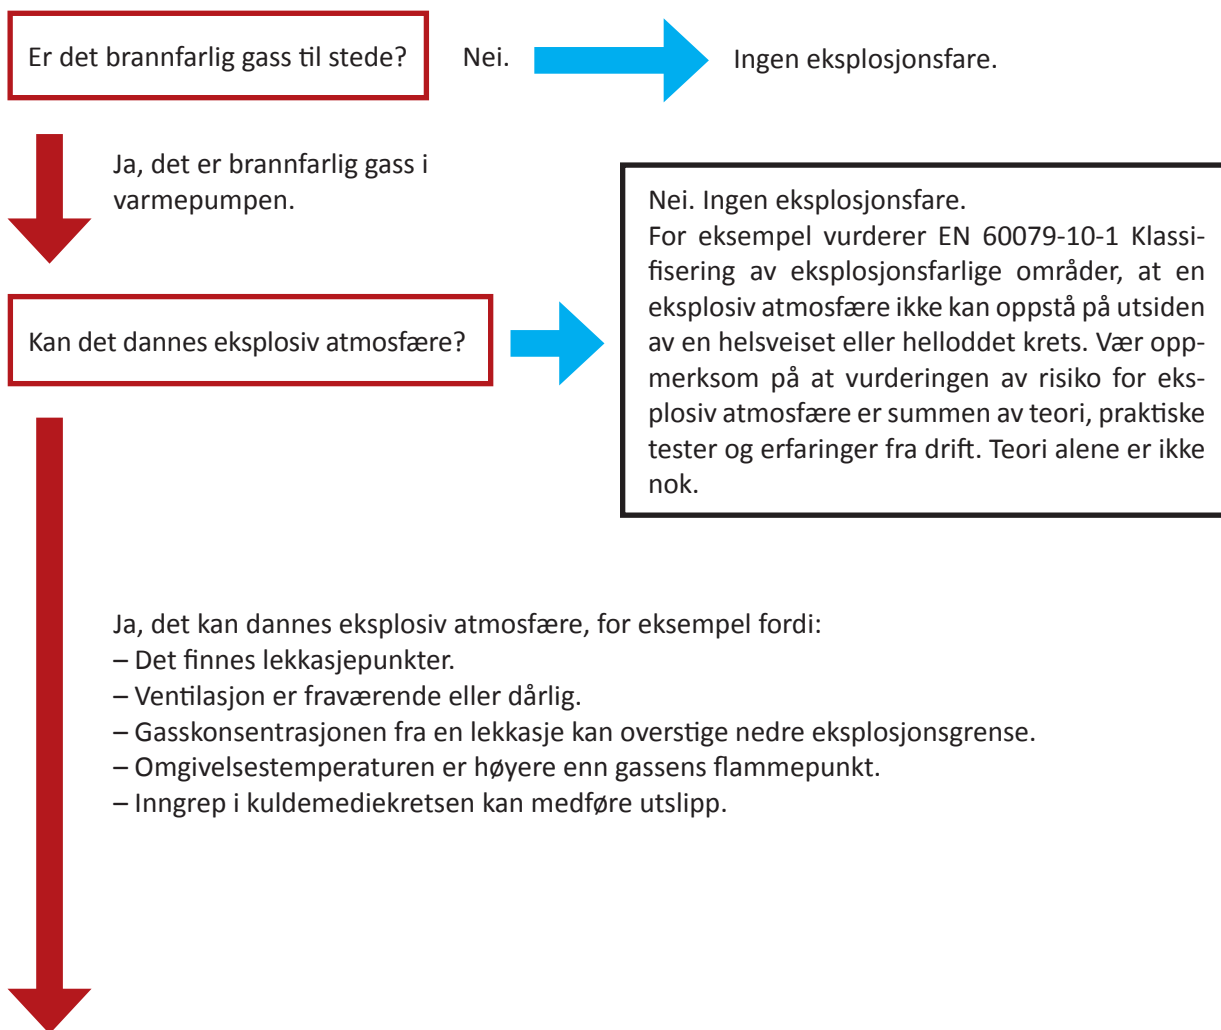 Er det brannfarlig gass til stede?
Nei.
Ingen eksplosjonsfare.
Ja, det er brannfarlig gass i
varmepumpen.
Nei. Ingen eksplosjonsfare.
For eksempel vurderer EN 60079-10-1 Klassi-
fisering av eksplosjonsfarlige områder, at en
eksplosiv atmosfære ikke kan oppstå på utsiden
av en helsveiset eller helloddet krets. Vær opp-
merksom på at vurderingen av risiko for eks-
plosiv atmosfære er summen av teori, praktiske
tester og erfaringer fra drift. Teori alene er ikke
nok.
Kan det dannes eksplosiv atmosfære?
Ja, det kan dannes eksplosiv atmosfære, for eksempel fordi:
– Det finnes lekkasjepunkter.
– Ventilasjon er fraværende eller dårlig.
– Gasskonsentrasjonen fra en lekkasje kan overstige nedre eksplosjonsgrense.
– Omgivelsestemperaturen er høyere enn gassens flammepunkt.
– Inngrep i kuldemediekretsen kan medføre utslipp.